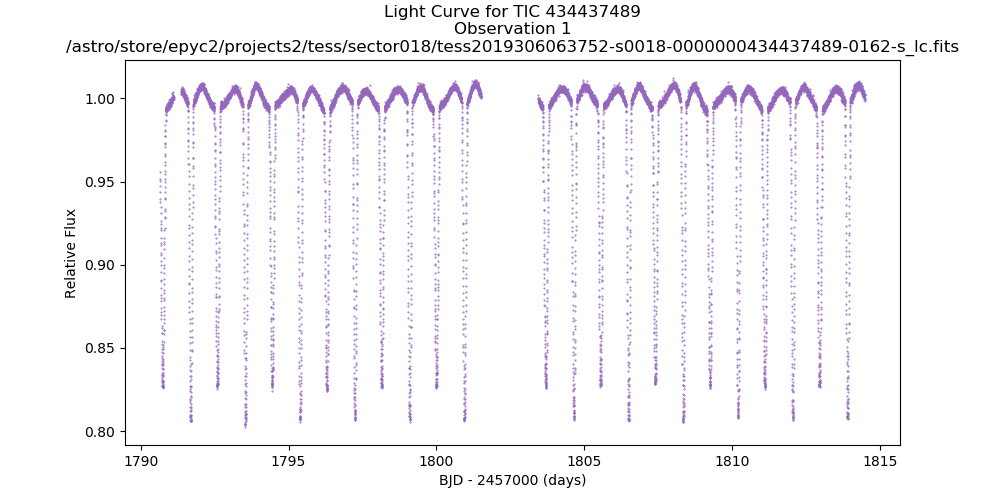 Light Curve for TIC 434437489
Observation 1
/astro/store/epyc2/projects2/tess/sector018/tess2019306063752-s0018-0000000434437489-0162-s_lc.fits
1.00
0.95
0.90
0.85
0.80
Relative Flux
1790
1795
1800
1805
1810
1815
BJD - 2457000 (days)